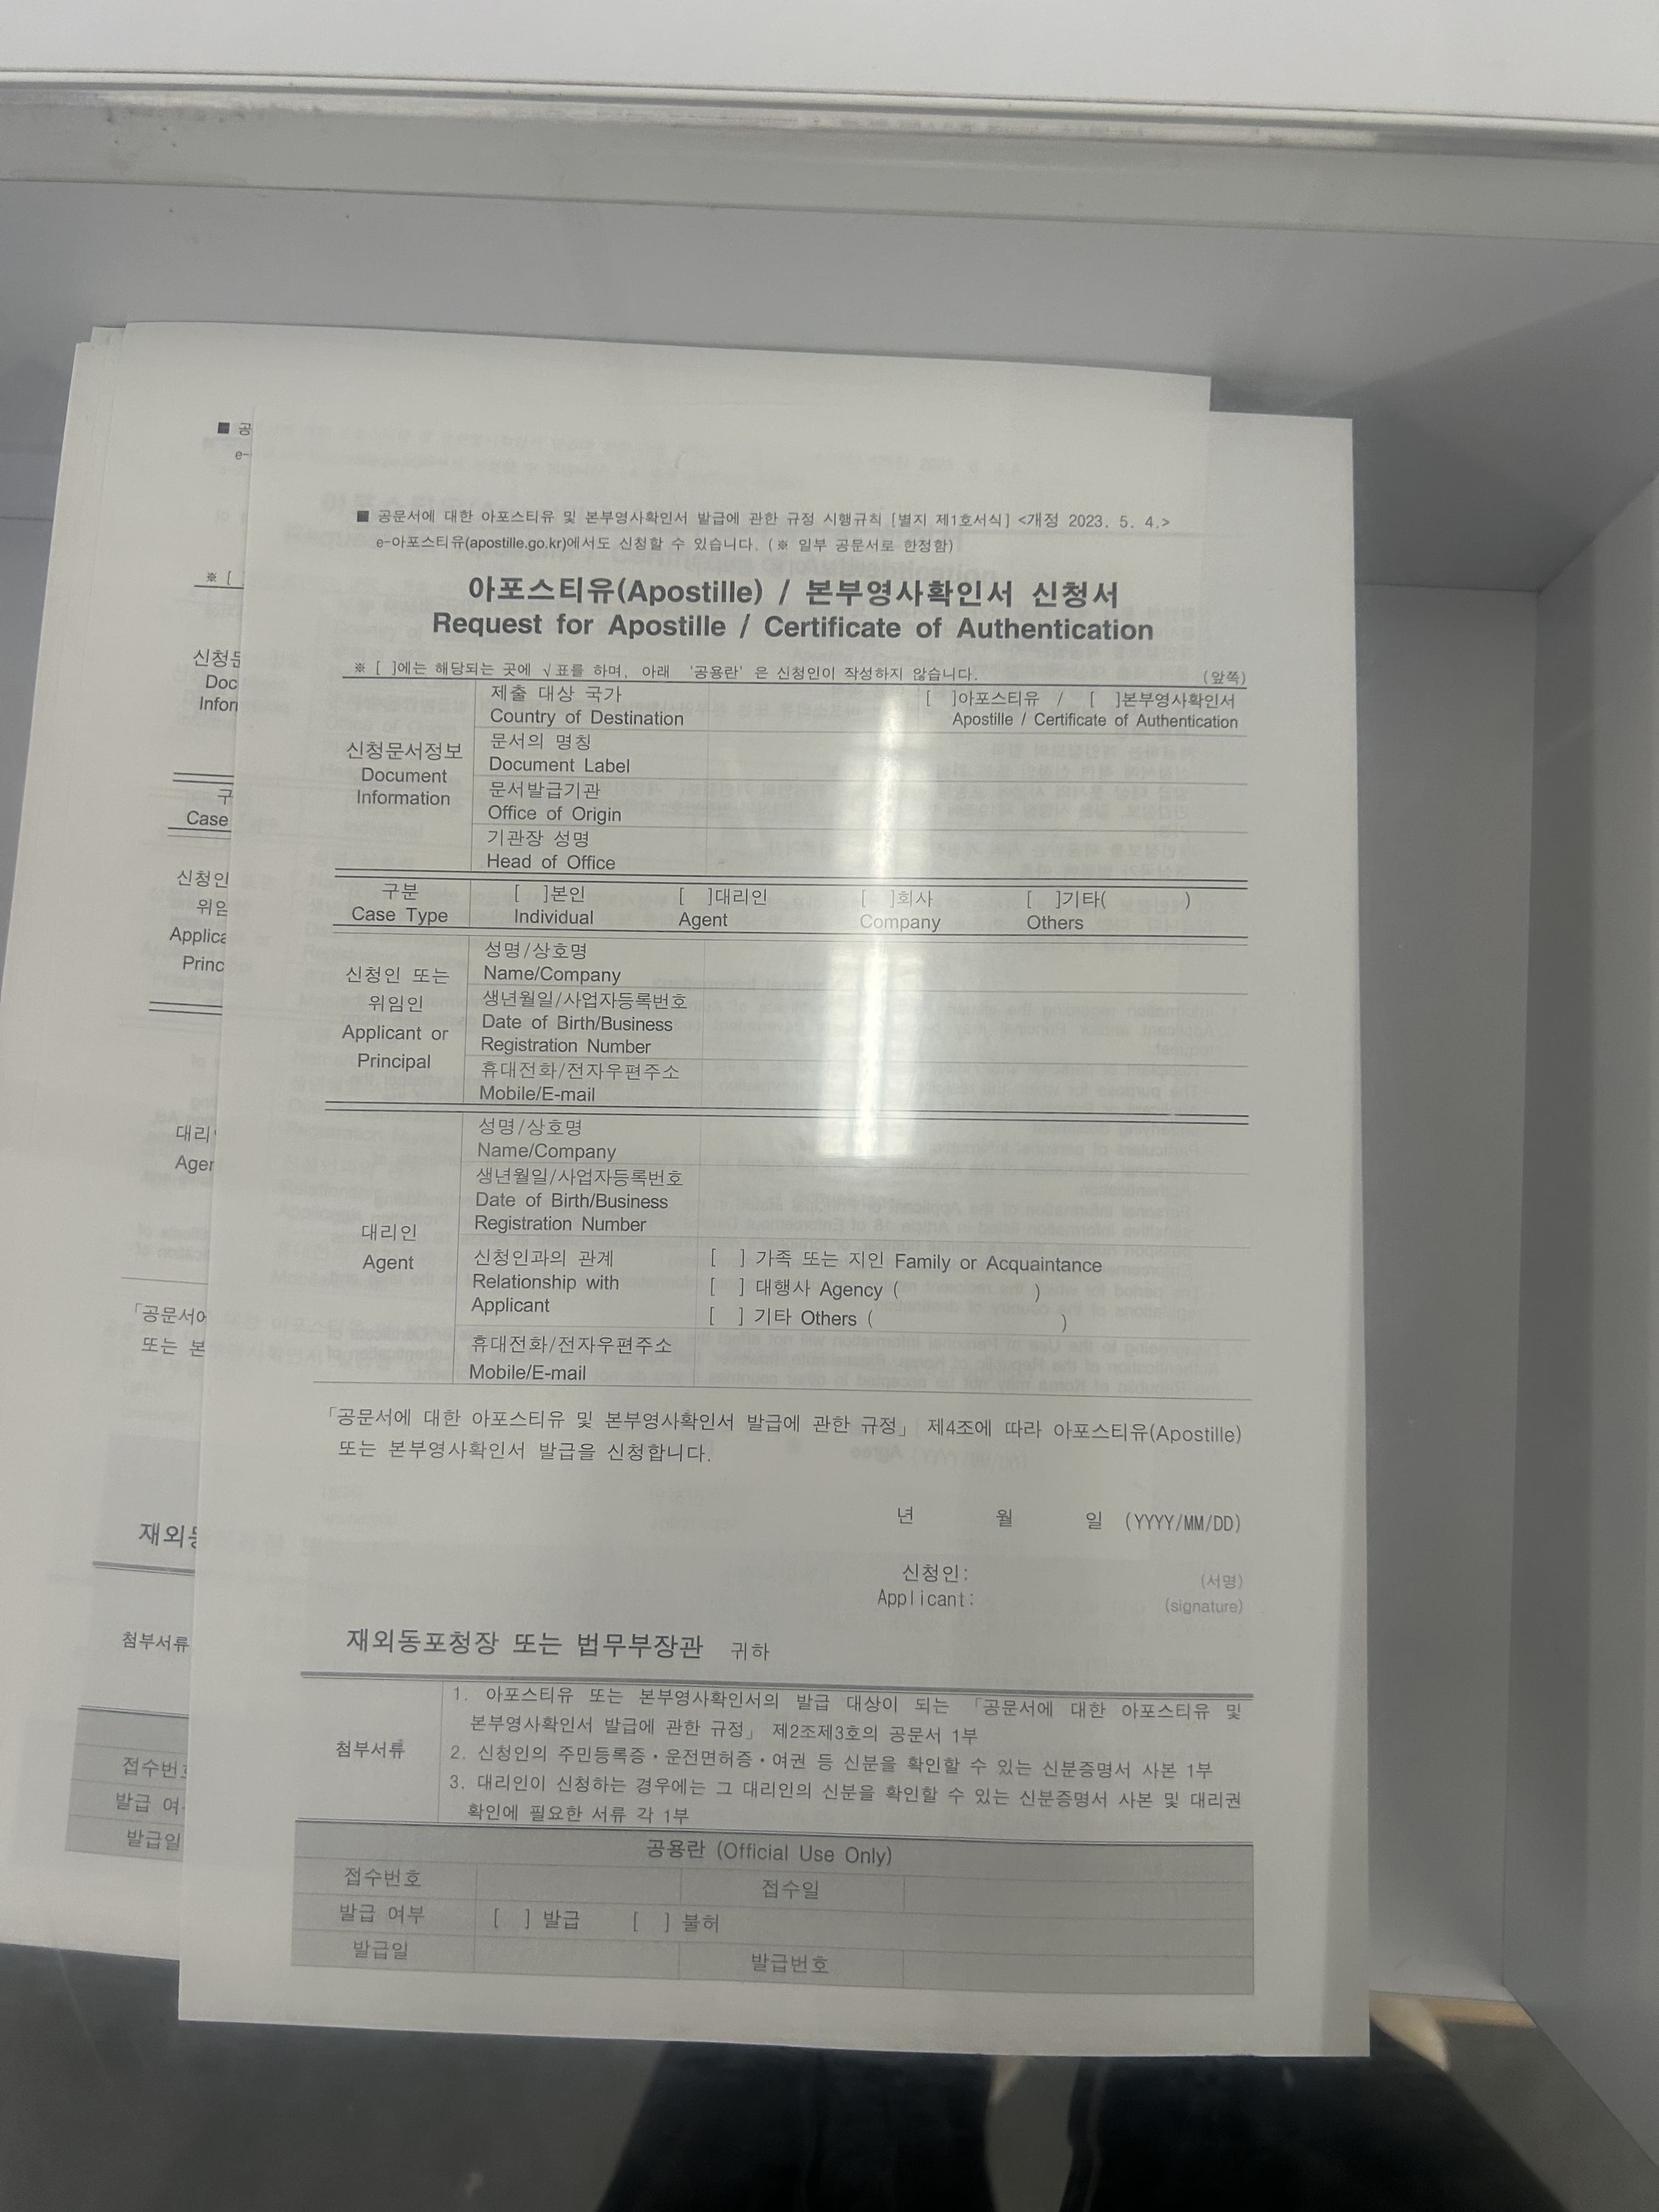 ■ 공문서에 대한 아포스티유 및 본부영사확인서 발급에 관한 규정 시행규칙 [별지 제1호서식] <개정 2023. 5. 4.>
e-아포스티유(apostille.go.kr)에서도 신청할 수 있습니다. (※ 일부 공문서로 한정함)
아포스티유(Apostille) / 본부영사확인서 신청서
Request for Apostille / Certificate of Authentication
※ [ ]에는 해당되는 곳에 √표를 하며, 아래 '공용란' 은 신청인이 작성하지 않습니다. (앞쪽)
신청문서정보
Document
Information
제출 대상 국가
Country of Destination
[ ]아포스티유 / [ ]본부영사확인서
Apostille / Certificate of Authentication
문서의 명칭
Document Label
문서발급기관
Office of Origin
기관장 성명
Head of Office
구분
Case Type
[ ]본인 [ ]대리인 [ ]회사 [ ]기타( )
Individual Agent Company Others
신청인 또는
위임인
Applicant or
Principal
성명/상호명
Name/Company
생년월일/사업자등록번호
Date of Birth/Business
Registration Number
휴대전화/전자우편주소
Mobile/E-mail
대리인
Agent
성명/상호명
Name/Company
생년월일/사업자등록번호
Date of Birth/Business
Registration Number
신청인과의 관계
Relationship with
Applicant
[ ] 가족 또는 지인 Family or Acquaintance
[ ] 대행사 Agency ( )
[ ] 기타 Others ( )
휴대전화/전자우편주소
Mobile/E-mail
「공문서에 대한 아포스티유 및 본부영사확인서 발급에 관한 규정」 제4조에 따라 아포스티유(Apostille)
또는 본부영사확인서 발급을 신청합니다.
년 월 일 (YYYY/MM/DD)
신청인: (서명)
Applicant: (signature)
재외동포청장 또는 법무부장관 귀하
첨부서류
1. 아포스티유 또는 본부영사확인서의 발급 대상이 되는 「공문서에 대한 아포스티유 및
본부영사확인서 발급에 관한 규정」 제2조제3호의 공문서 1부
2. 신청인의 주민등록증·운전면허증·여권 등 신분을 확인할 수 있는 신분증명서 사본 1부
3. 대리인이 신청하는 경우에는 그 대리인의 신분을 확인할 수 있는 신분증명서 사본 및 대리권
확인에 필요한 서류 각 1부
공용란 (Official Use Only)
접수번호 접수일
발급 여부 [ ] 발급 [ ] 불허
발급일 발급번호